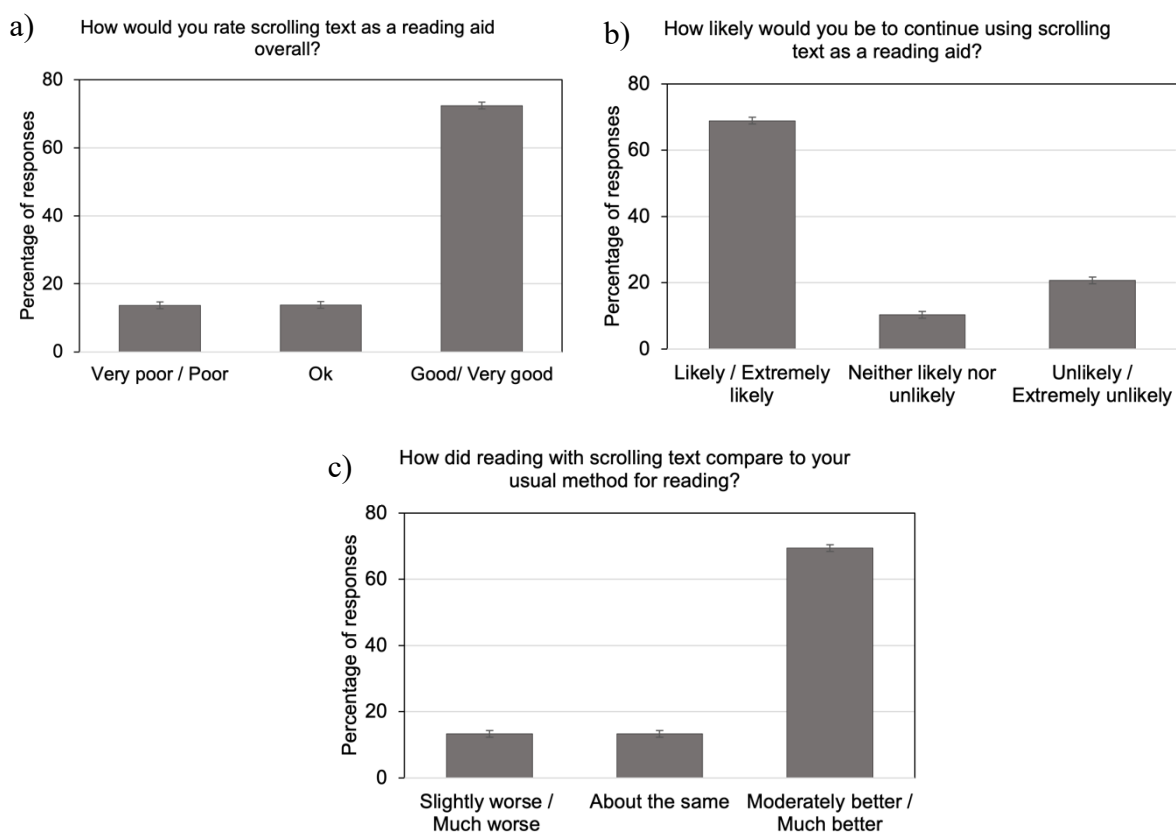 a)
How would you rate scrolling text as a reading aid
overall?
Percentage of responses
80
60
40
20
0
Very poor / Poor
Ok
Good/ Very good
b)
How likely would you be to continue using scrolling
text as a reading aid?
Percentage of responses
80
60
40
20
0
Likely / Extremely
likely
Neither likely nor
unlikely
Unlikely /
Extremely unlikely
c)
How did reading with scrolling text compare to your
usual method for reading?
Percentage of responses
80
60
40
20
0
Slightly worse /
Much worse
About the same
Moderately better /
Much better